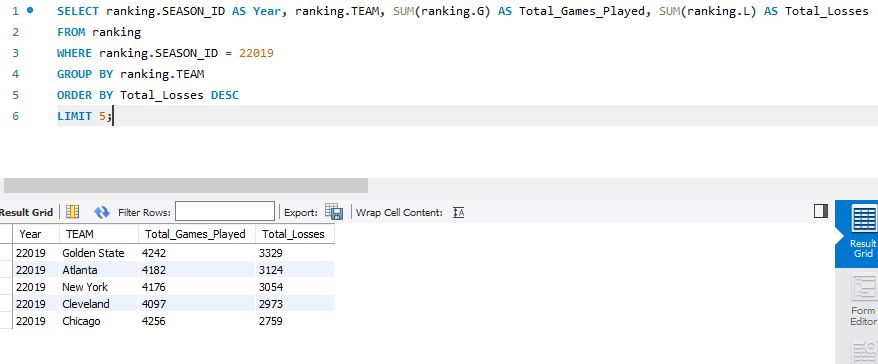 1 SELECT ranking.SEASON_ID AS Year, ranking.TEAM, SUM(ranking.G) AS Total_Games_Played, SUM(ranking.L) AS Total_Losses
2 FROM ranking
3 WHERE ranking.SEASON_ID = 22019
4 GROUP BY ranking.TEAM
5 ORDER BY Total_Losses DESC
6 LIMIT 5;
Result Grid Filter Rows: Export: Wrap Cell Content:
Year TEAM Total_Games_Played Total_Losses
22019 Golden State 4242 3329
22019 Atlanta 4182 3124
22019 New York 4176 3054
22019 Cleveland 4097 2973
22019 Chicago 4256 2759
Result
Grid
Form
Editor